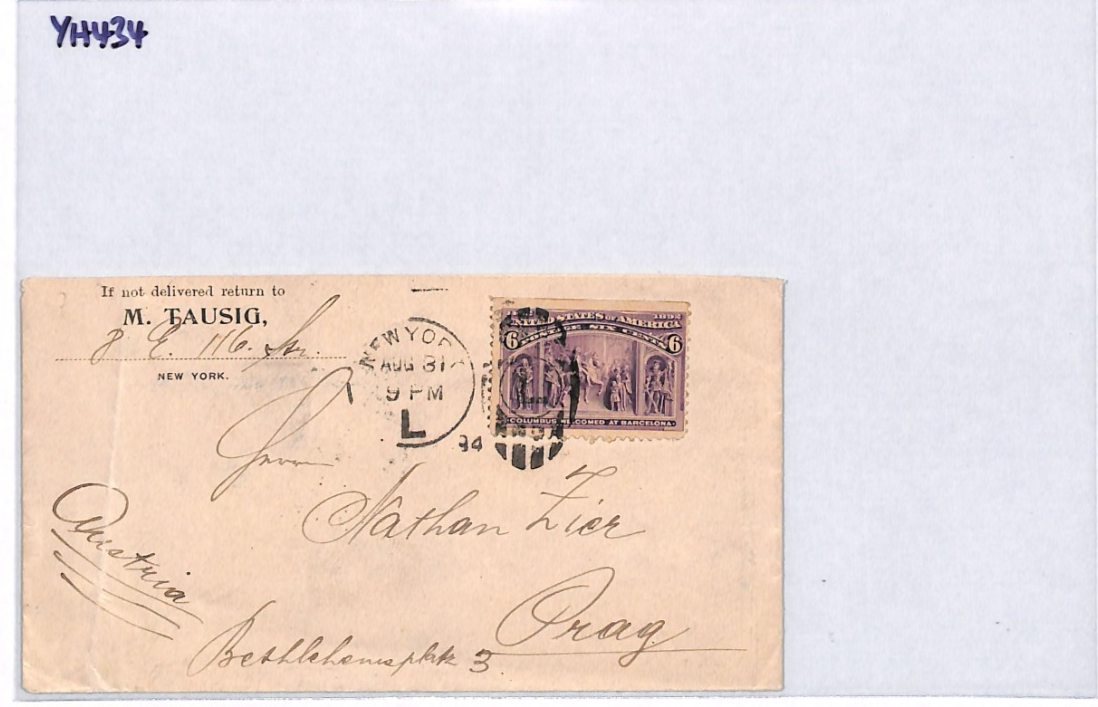 YH434
If not delivered return to
M. TAUSIG,
8 E. 116. Str.
NEW YORK.
NEW YORK
AUG 31
9 PM
L
94
UNITED STATES OF AMERICA 1892
POSTAGE SIX CENTS
6 6
COLUMBUS WELCOMED AT BARCELONA
Herrn
Nathan Zier
Austria
Prag
Bethlehemsplatz 3.